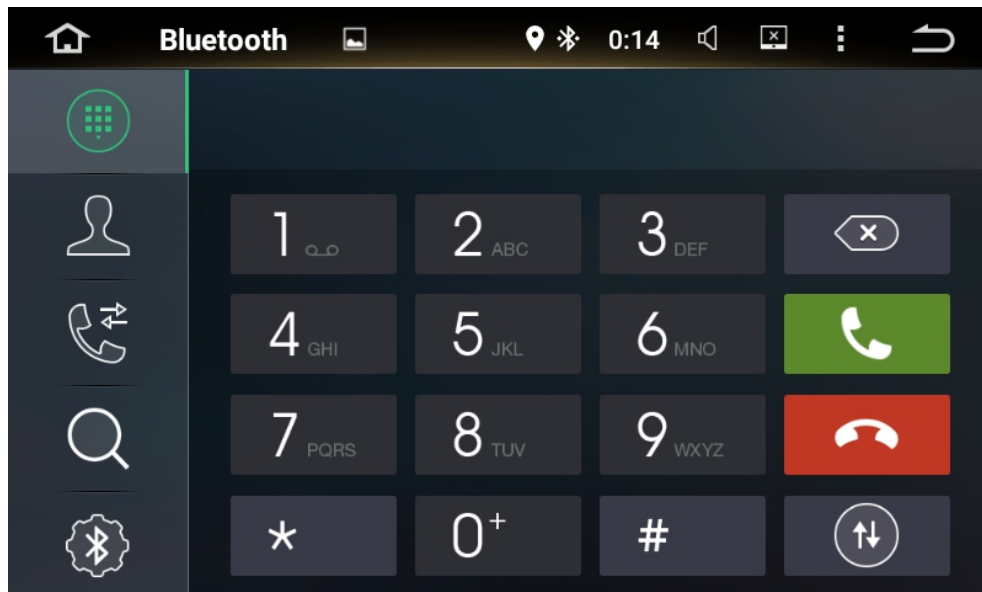 Bluetooth 0:14
1 2 ABC 3 DEF
4 GHI 5 JKL 6 MNO
7 PQRS 8 TUV 9 WXYZ
* 0+ #